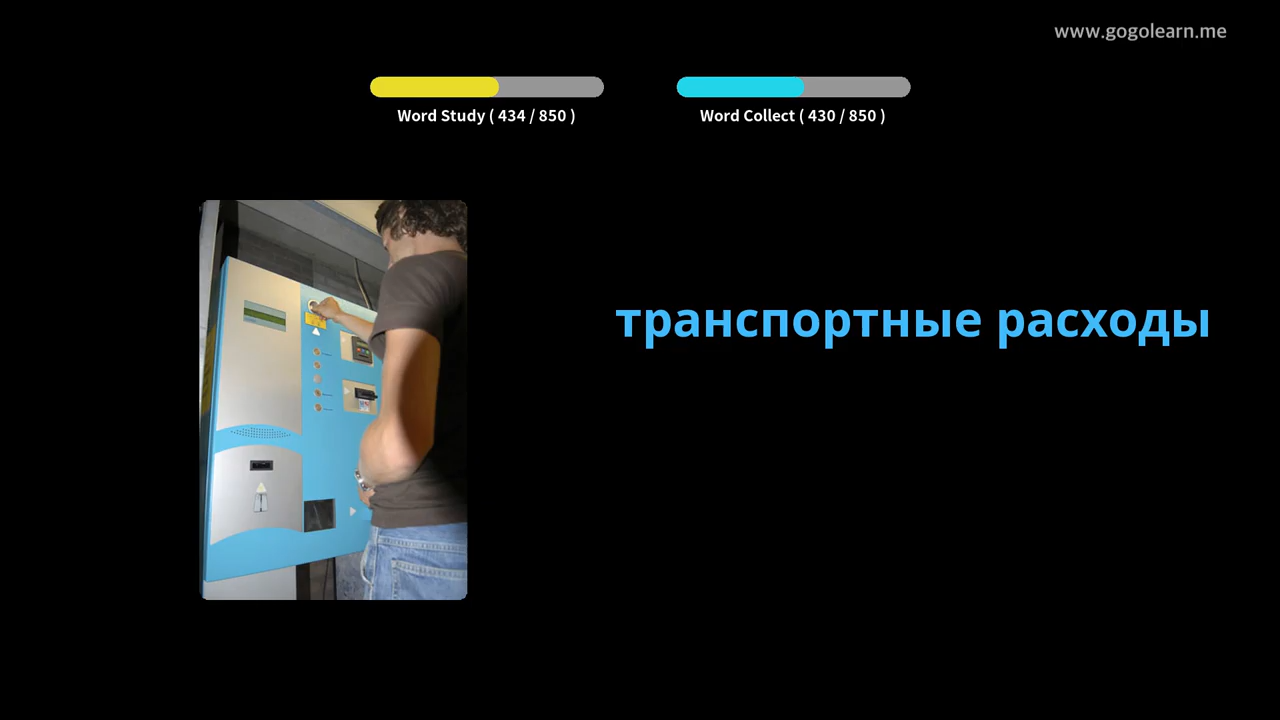 www.gogolearn.me
Word Study ( 434 / 850 )
Word Collect ( 430 / 850 )
транспортные расходы